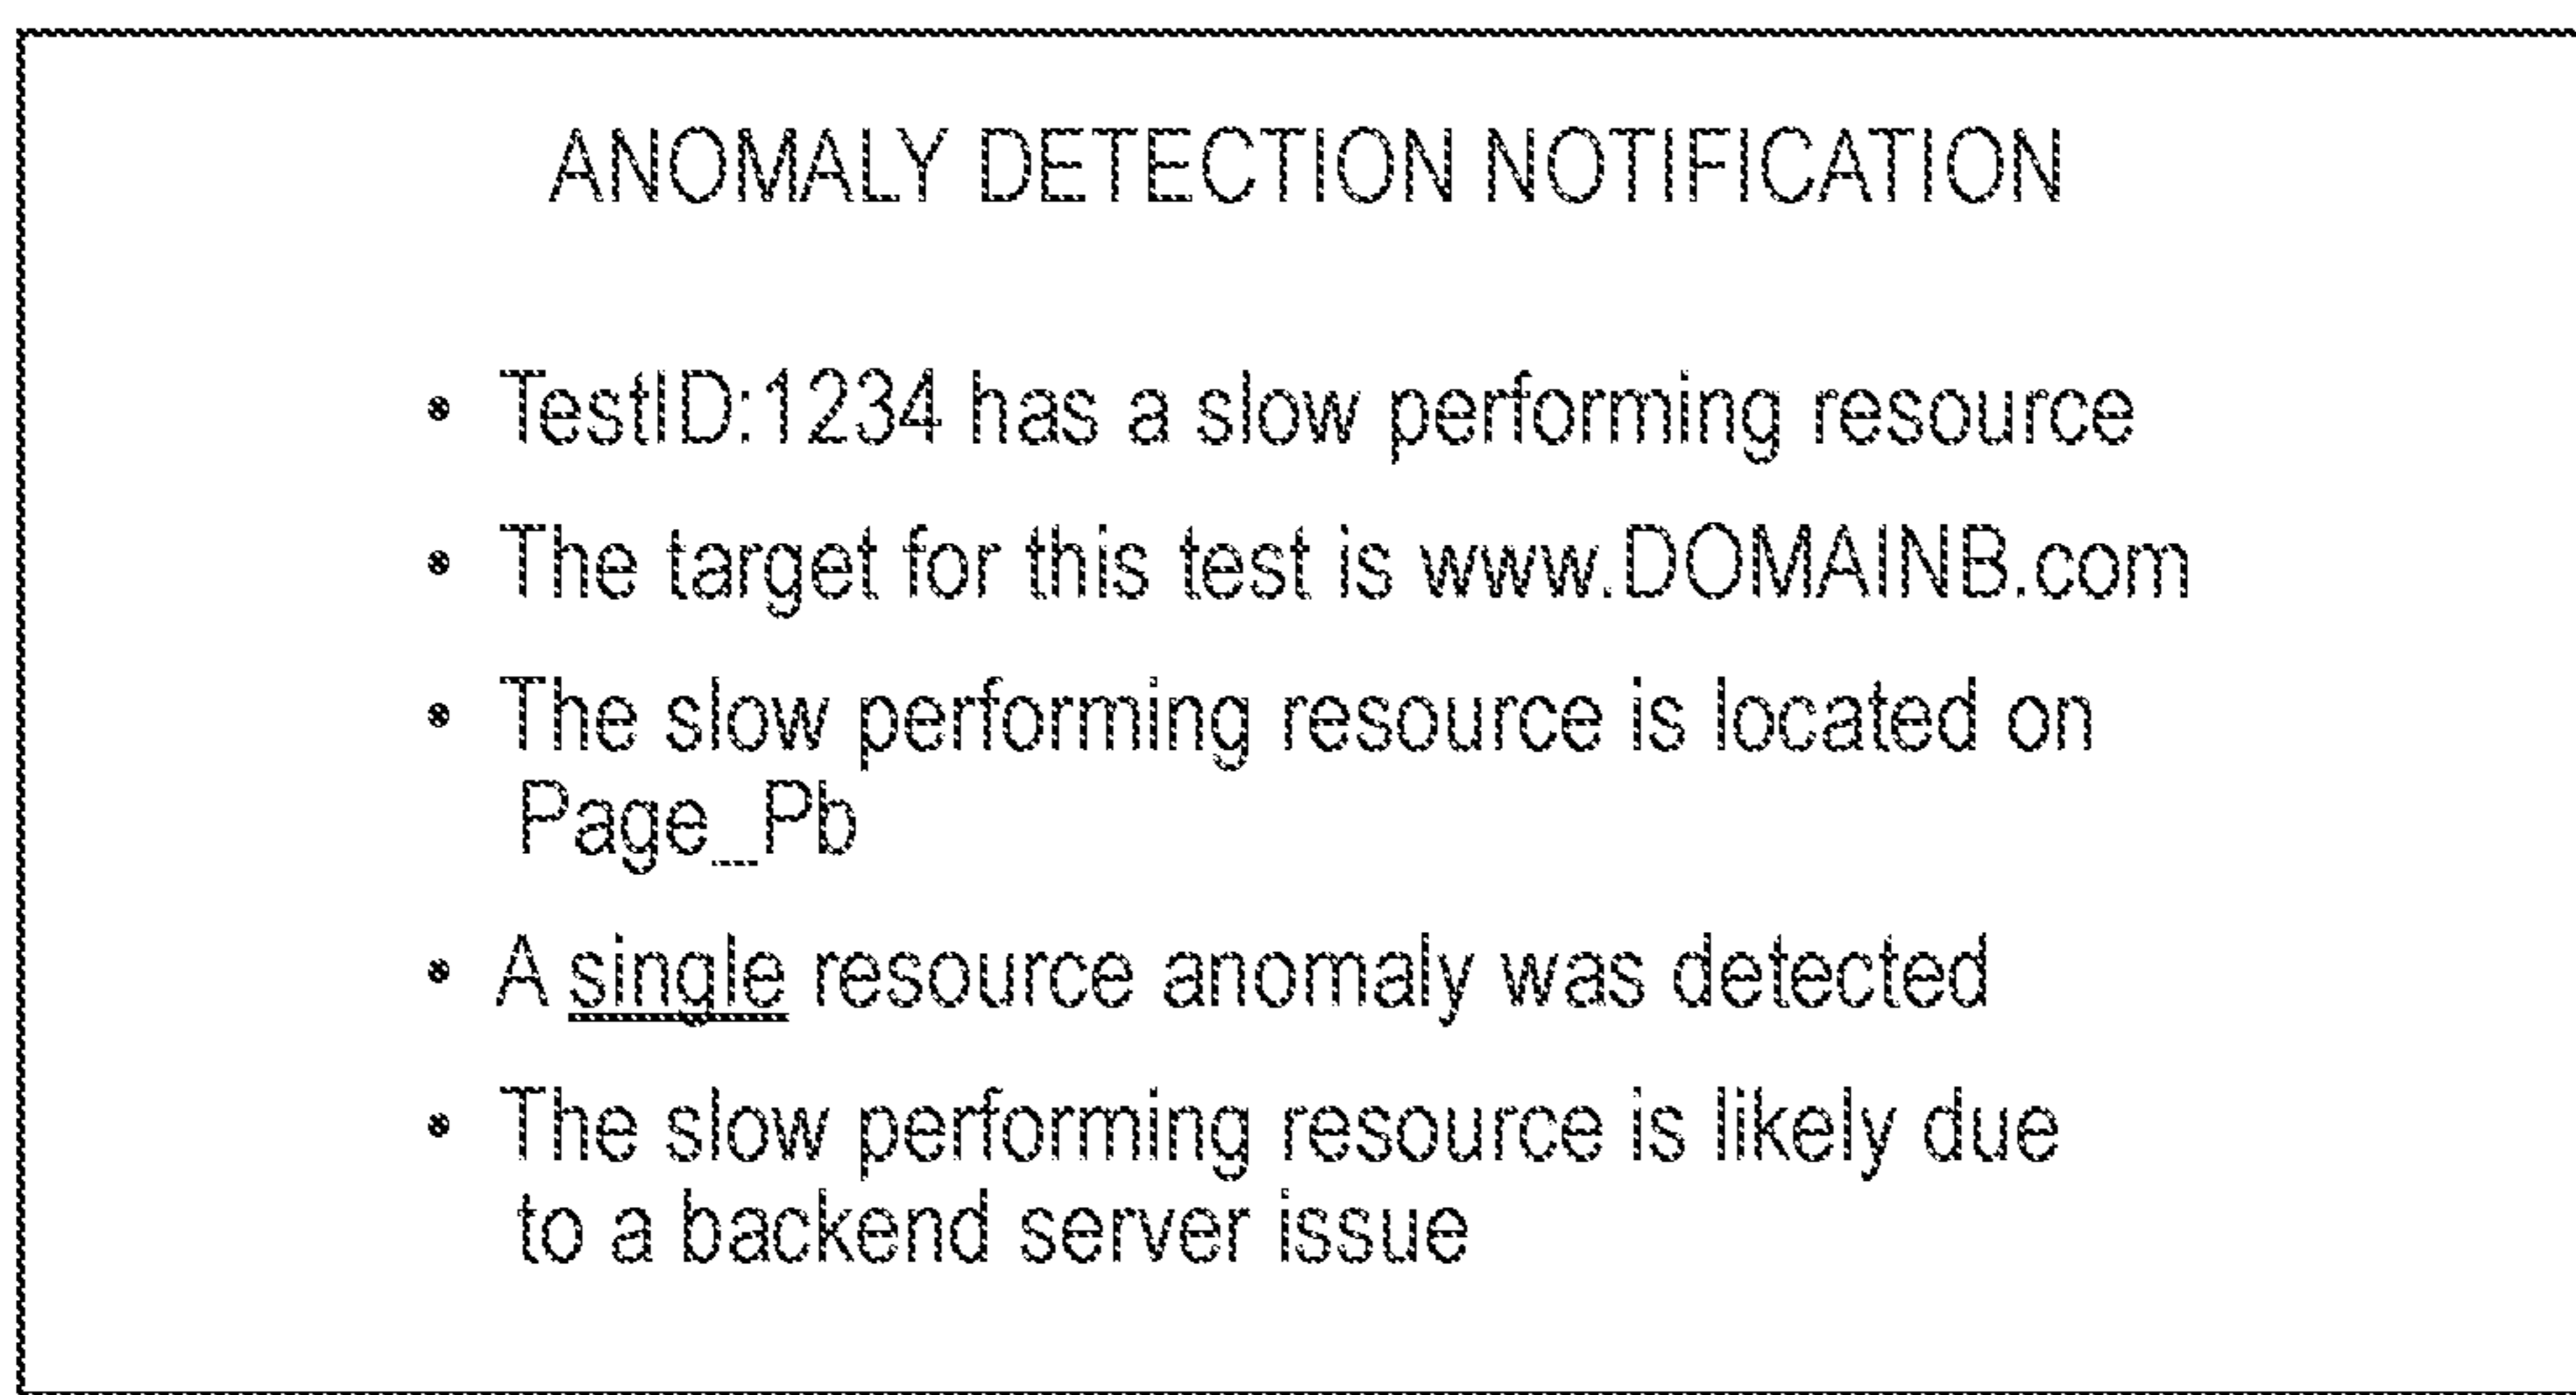 ANOMALY DETECTION NOTIFICATION
• TestID:1234 has a slow performing resource
• The target for this test is www.DOMAINB.com
• The slow performing resource is located on
Page_Pb
• A single resource anomaly was detected
• The slow performing resource is likely due
to a backend server issue